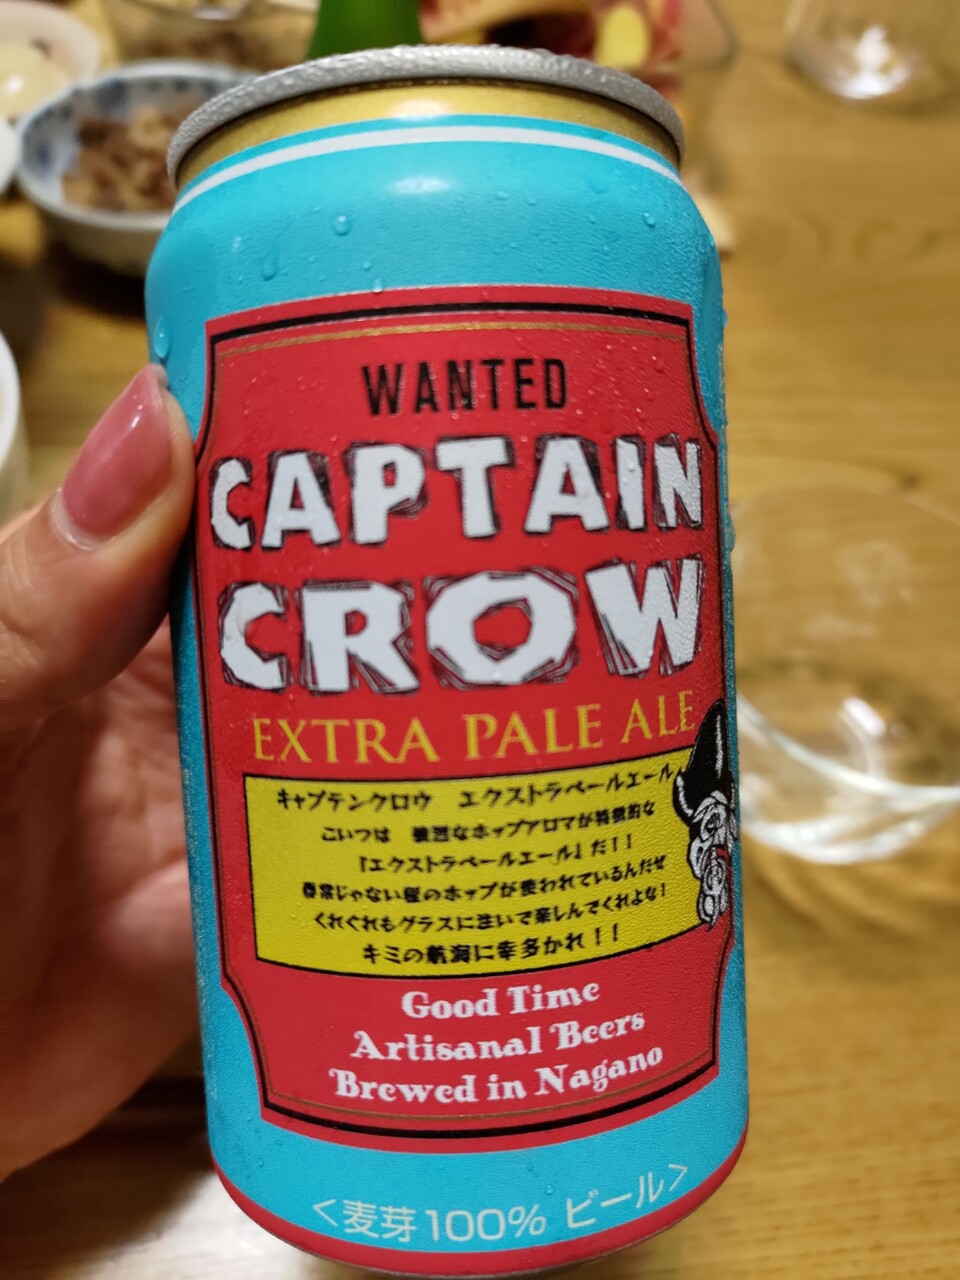 WANTED
CAPTAIN
CROW
EXTRA PALE ALE
キャプテンクロウ エクストラペールエール
こいつは 強烈なホップアロマが特徴的な
『エクストラペールエール』だ!!
尋常じゃない程のホップが使われているんだぜ
くれぐれもグラスに注いで楽しんでくれよな!
キミの航海に幸多かれ!!
Good Time
Artisanal Beers
Brewed in Nagano
<麦芽100% ビール>